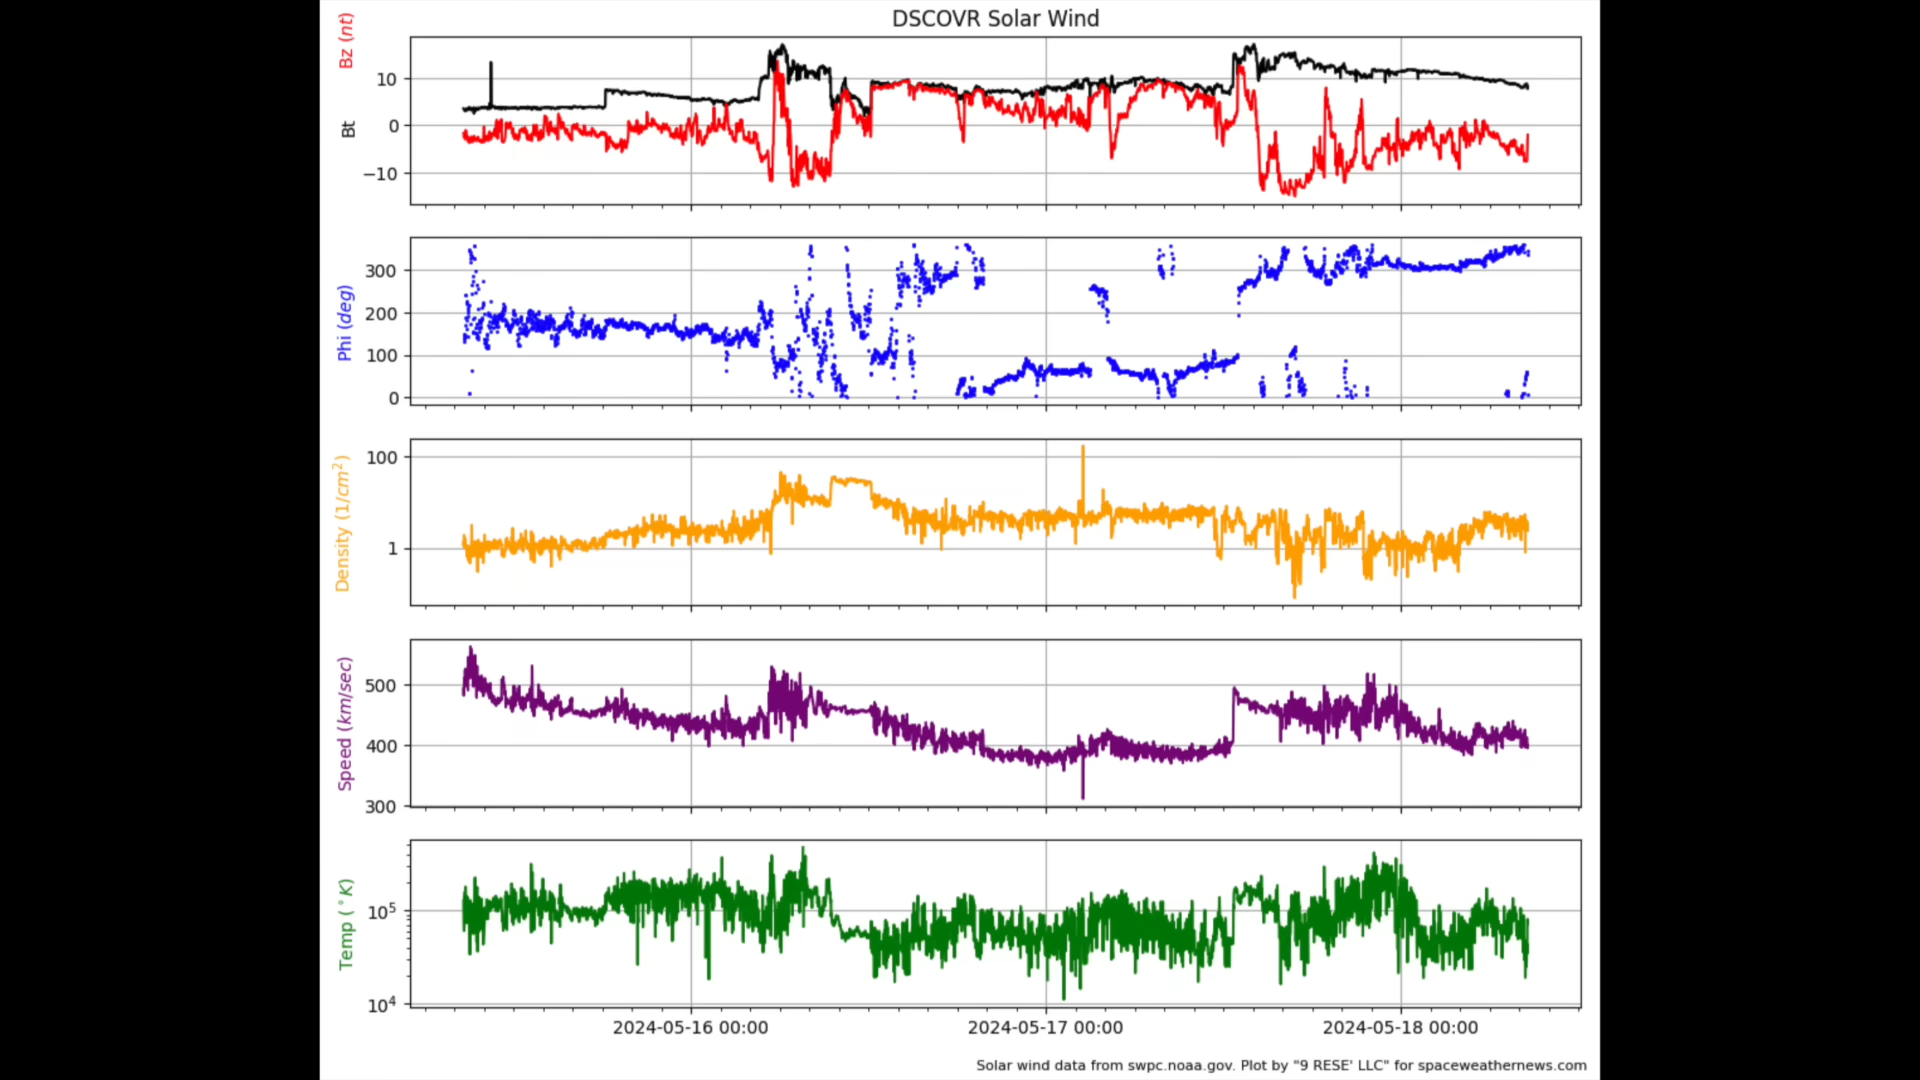 DSCOVR Solar Wind
Bz (nt)
Bt
10
0
−10
Phi (deg)
300
200
100
0
Density (1/cm²)
100
1
Speed (km/sec)
500
400
300
Temp (°K)
10⁵
10⁴
2024-05-16 00:00
2024-05-17 00:00
2024-05-18 00:00
Solar wind data from swpc.noaa.gov. Plot by "9 RESE' LLC" for spaceweathernews.com